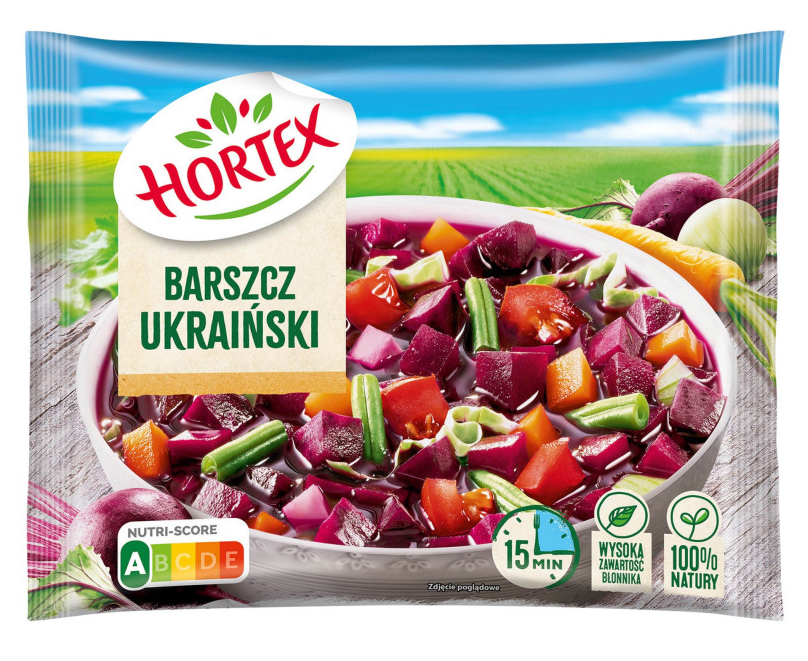 HORTEX
BARSZCZ
UKRAIŃSKI
NUTRI-SCORE
A B C D E
15 MIN
WYSOKA
ZAWARTOŚĆ
BŁONNIKA
100%
NATURY
Zdjęcie poglądowe